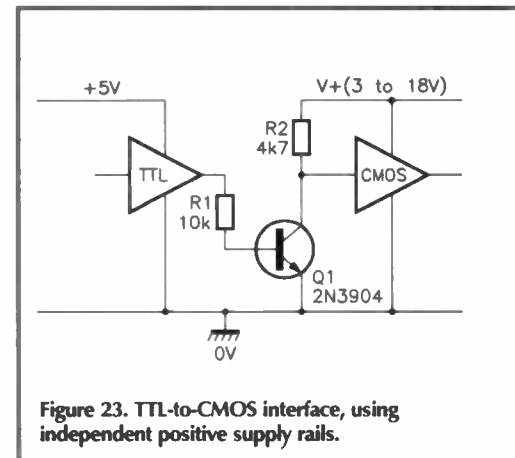 +5V
V+(3 to 18V)
R2
4k7
TTL
CMOS
R1
10k
Q1
2N3904
0V
Figure 23. TTL-to-CMOS interface, using
independent positive supply rails.